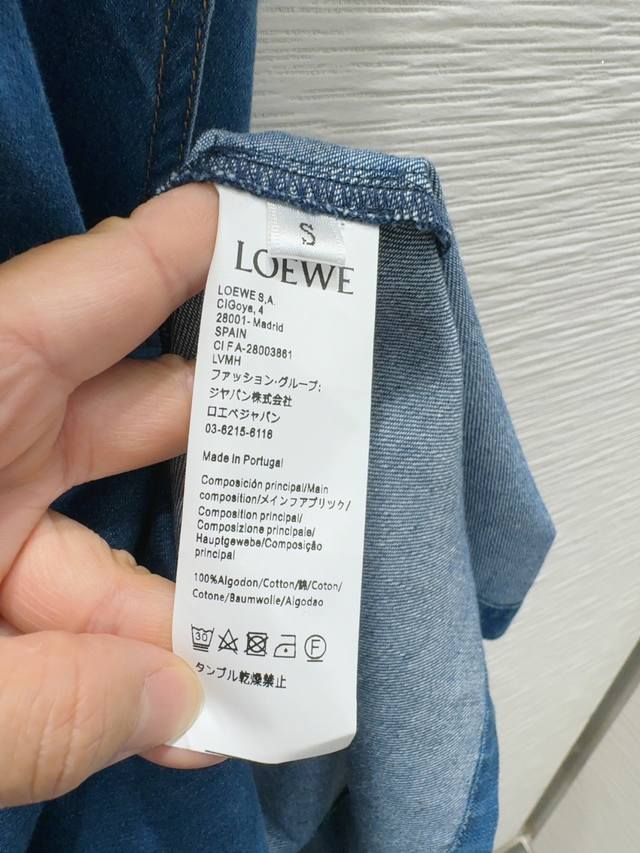 S
LOEWE
LOEWE S.A.
C\Goya, 4
28001- Madrid
SPAIN
CIF A-28003861
LVMH
ファッション・グループ:
ジャパン株式会社
ロエベジャパン
03-6215-6116
Made in Portugal
Composición principal/Main
composition/メインファブリック/
Composition principal/
Composizione principale/
Hauptgewebe/Composição
principal
100%Algodon/Cotton/錦/Coton/
Cotone/Baumwolle/Algodao
30
F
タンブル乾燥禁止